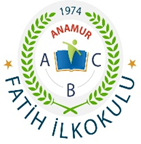 1974
ANAMUR
A C
B
FATİH İLKOKULU